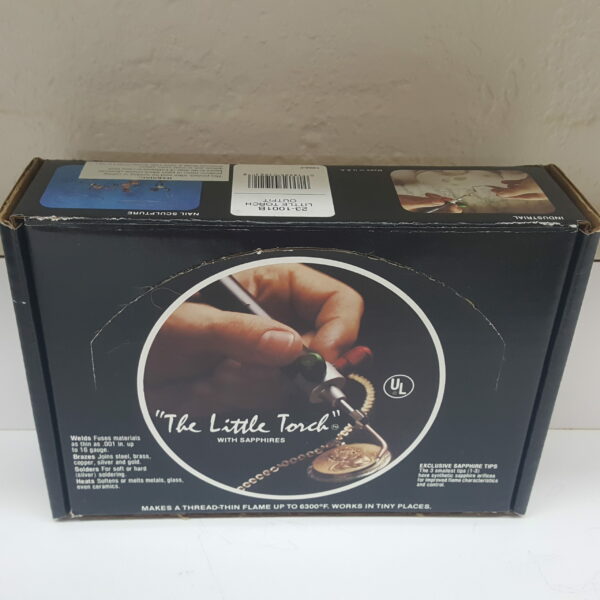 WARNING:
NAIL SCULPTURE
23-1001B
LITTLE TORCH
OUTFIT
Made in U.S.A.
INDUSTRIAL
UL
"The Little Torch"
WITH SAPPHIRES
Welds Fuses materials
as thin as .001 in. up
to 16 gauge.
Brazes Joins steel, brass,
copper, silver and gold.
Solders For soft or hard
(silver) soldering.
Heats Softens or melts metals, glass,
even ceramics.
EXCLUSIVE SAPPHIRE TIPS
The 3 smallest tips (1-3)
have synthetic sapphire orifices
for improved flame characteristics
and control.
MAKES A THREAD-THIN FLAME UP TO 6300°F. WORKS IN TINY PLACES.